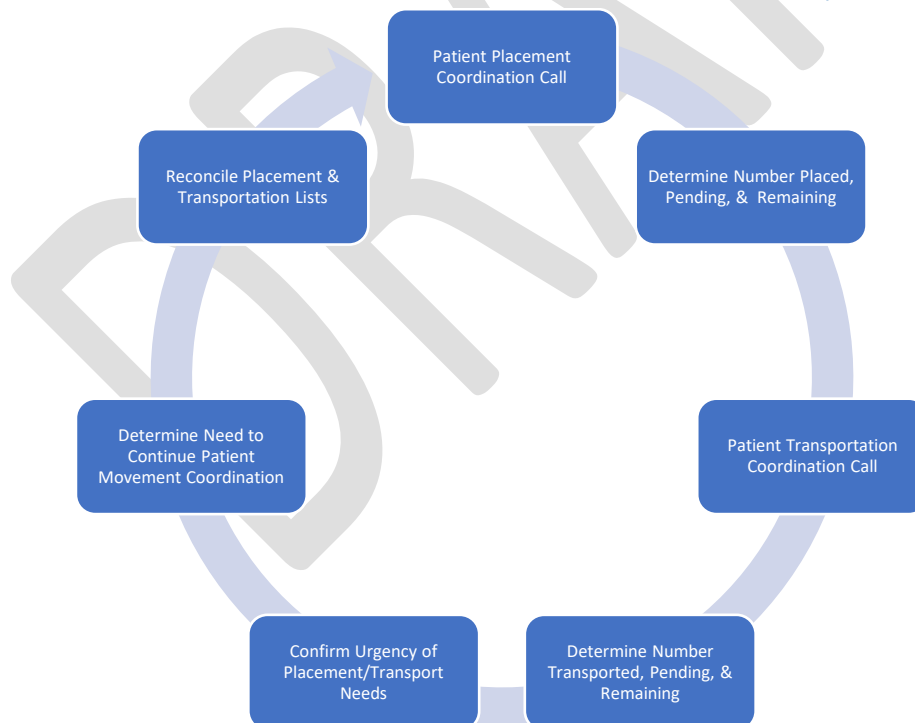 Patient Placement
Coordination Call
Determine Number Placed,
Pending, & Remaining
Patient Transportation
Coordination Call
Determine Number
Transported, Pending, &
Remaining
Confirm Urgency of
Placement/Transport
Needs
Determine Need to
Continue Patient
Movement Coordination
Reconcile Placement &
Transportation Lists